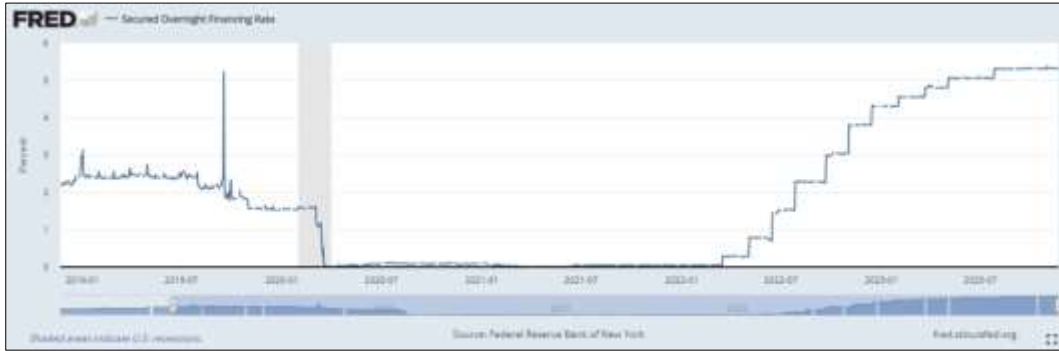 FRED — Secured Overnight Financing Rate
6
5
4
3
2
1
0
Percent
2019-01 2019-07 2020-01 2020-07 2021-01 2021-07 2022-01 2022-07 2023-01 2023-07
Shaded areas indicate U.S. recessions. Source: Federal Reserve Bank of New York fred.stlouisfed.org